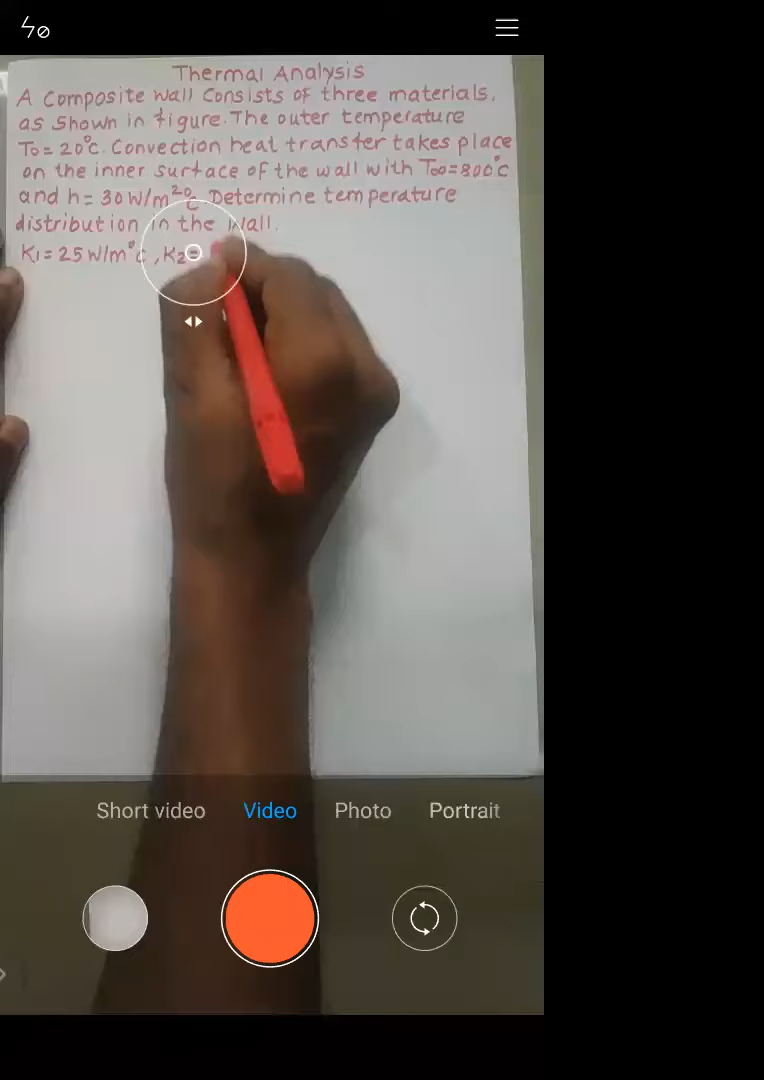 Thermal Analysis
A Composite wall Consists of three materials,
as Shown in figure. The outer temperature
To = 20°C. Convection heat transfer takes place
on the inner surface of the wall with T∞=800°C
and h = 30 W/m²°C Determine temperature
distribution in the Wall.
K1 = 25 W/m°C , K2 =
Short video Video Photo Portrait